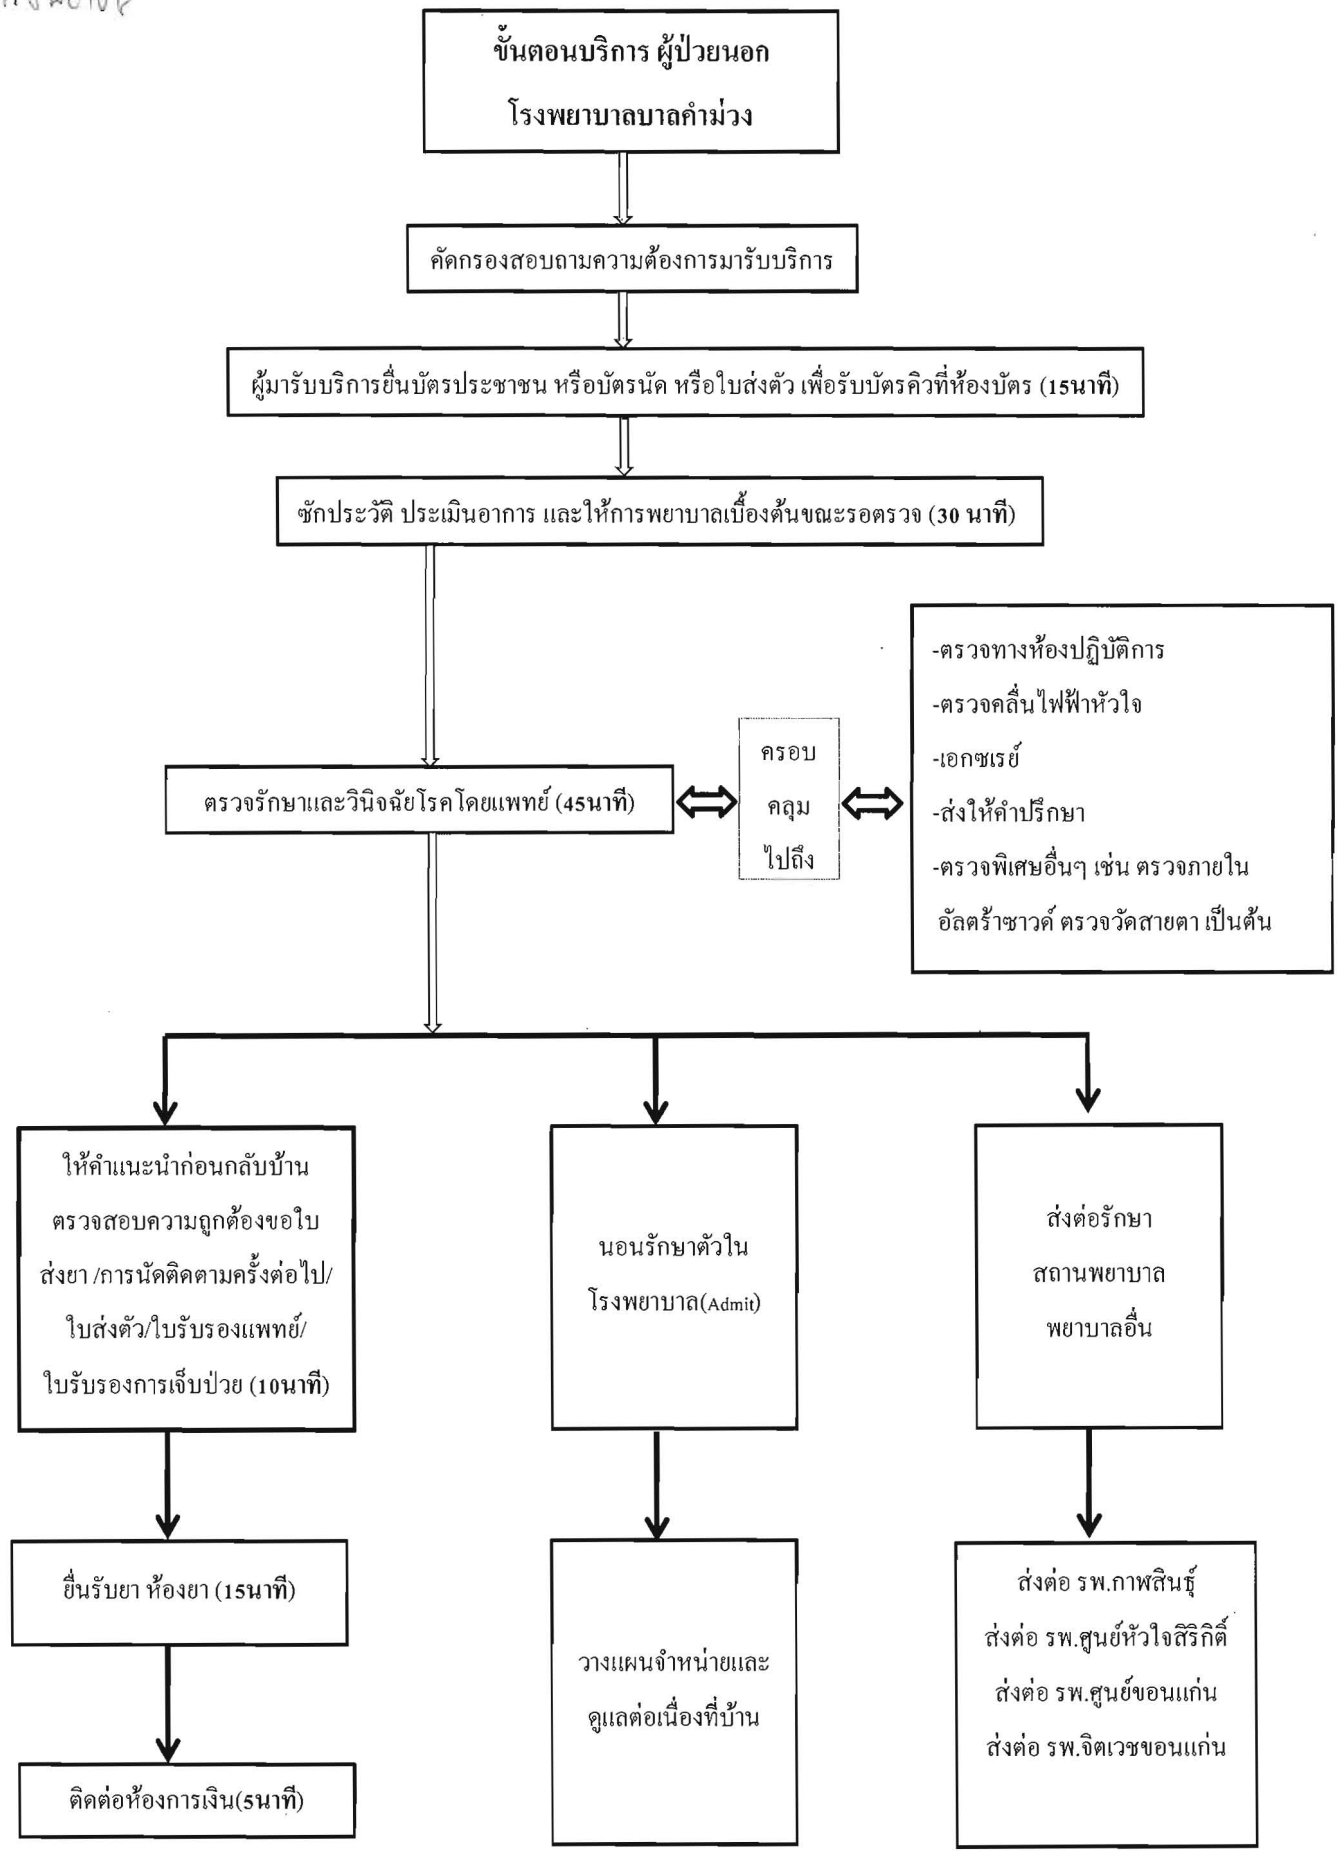 ขั้นตอนบริการ ผู้ป่วยนอก
โรงพยาบาลบาลคำม่วง
คัดกรองสอบถามความต้องการมารับบริการ
ผู้มารับบริการยื่นบัตรประชาชน หรือบัตรนัด หรือใบส่งตัว เพื่อรับบัตรคิวที่ห้องบัตร (15นาที)
ซักประวัติ ประเมินอาการ และให้การพยาบาลเบื้องต้นขณะรอตรวจ (30 นาที)
ตรวจรักษาและวินิจฉัยโรคโดยแพทย์ (45นาที)
ครอบ
คลุม
ไปถึง
-ตรวจทางห้องปฏิบัติการ
-ตรวจคลื่นไฟฟ้าหัวใจ
-เอกซเรย์
-ส่งให้คำปรึกษา
-ตรวจพิเศษอื่นๆ เช่น ตรวจภายใน
อัลตร้าซาวด์ ตรวจวัดสายตา เป็นต้น
ให้คำแนะนำก่อนกลับบ้าน
ตรวจสอบความถูกต้องขอใบ
ส่งยา /การนัดติดตามครั้งต่อไป/
ใบส่งตัว/ใบรับรองแพทย์/
ใบรับรองการเจ็บป่วย (10นาที)
ยื่นรับยา ห้องยา (15นาที)
ติดต่อห้องการเงิน(5นาที)
นอนรักษาตัวใน
โรงพยาบาล(Admit)
วางแผนจำหน่ายและ
ดูแลต่อเนื่องที่บ้าน
ส่งต่อรักษา
สถานพยาบาล
พยาบาลอื่น
ส่งต่อ รพ.กาฬสินธุ์
ส่งต่อ รพ.ศูนย์หัวใจสิริกิติ์
ส่งต่อ รพ.ศูนย์ขอนแก่น
ส่งต่อ รพ.จิตเวชขอนแก่น